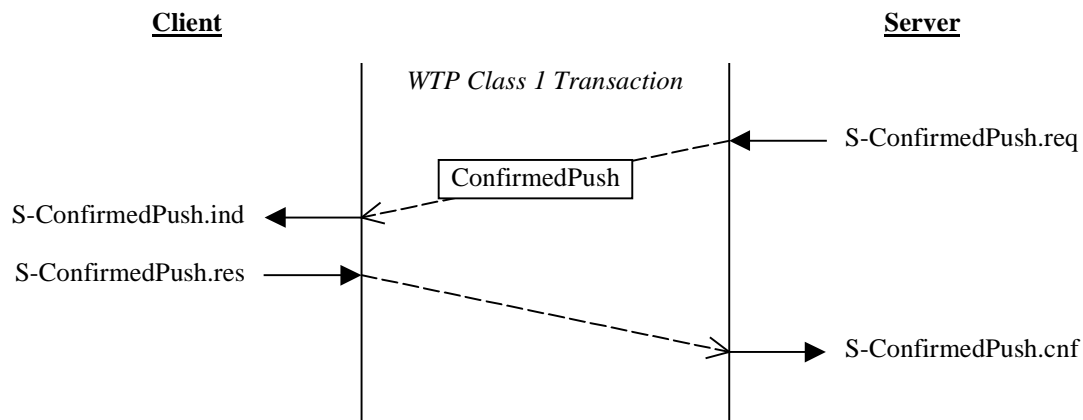 Client
Server
WTP Class 1 Transaction
S-ConfirmedPush.req
ConfirmedPush
S-ConfirmedPush.ind
S-ConfirmedPush.res
S-ConfirmedPush.cnf